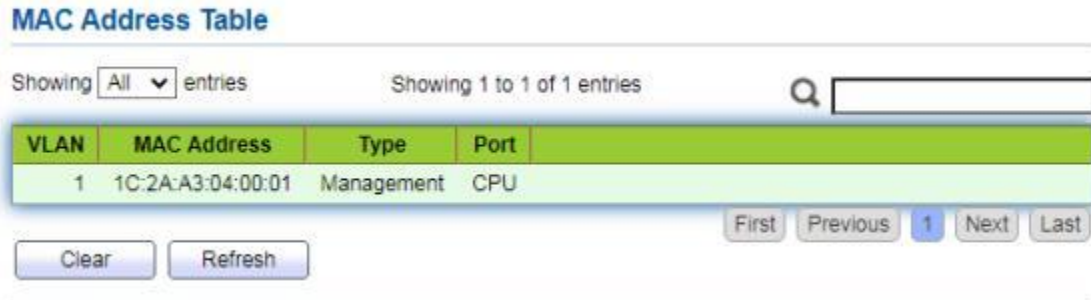 MAC Address Table
Showing All entries Showing 1 to 1 of 1 entries
VLAN MAC Address Type Port
1 1C:2A:A3:04:00:01 Management CPU
First Previous 1 Next Last
Clear Refresh